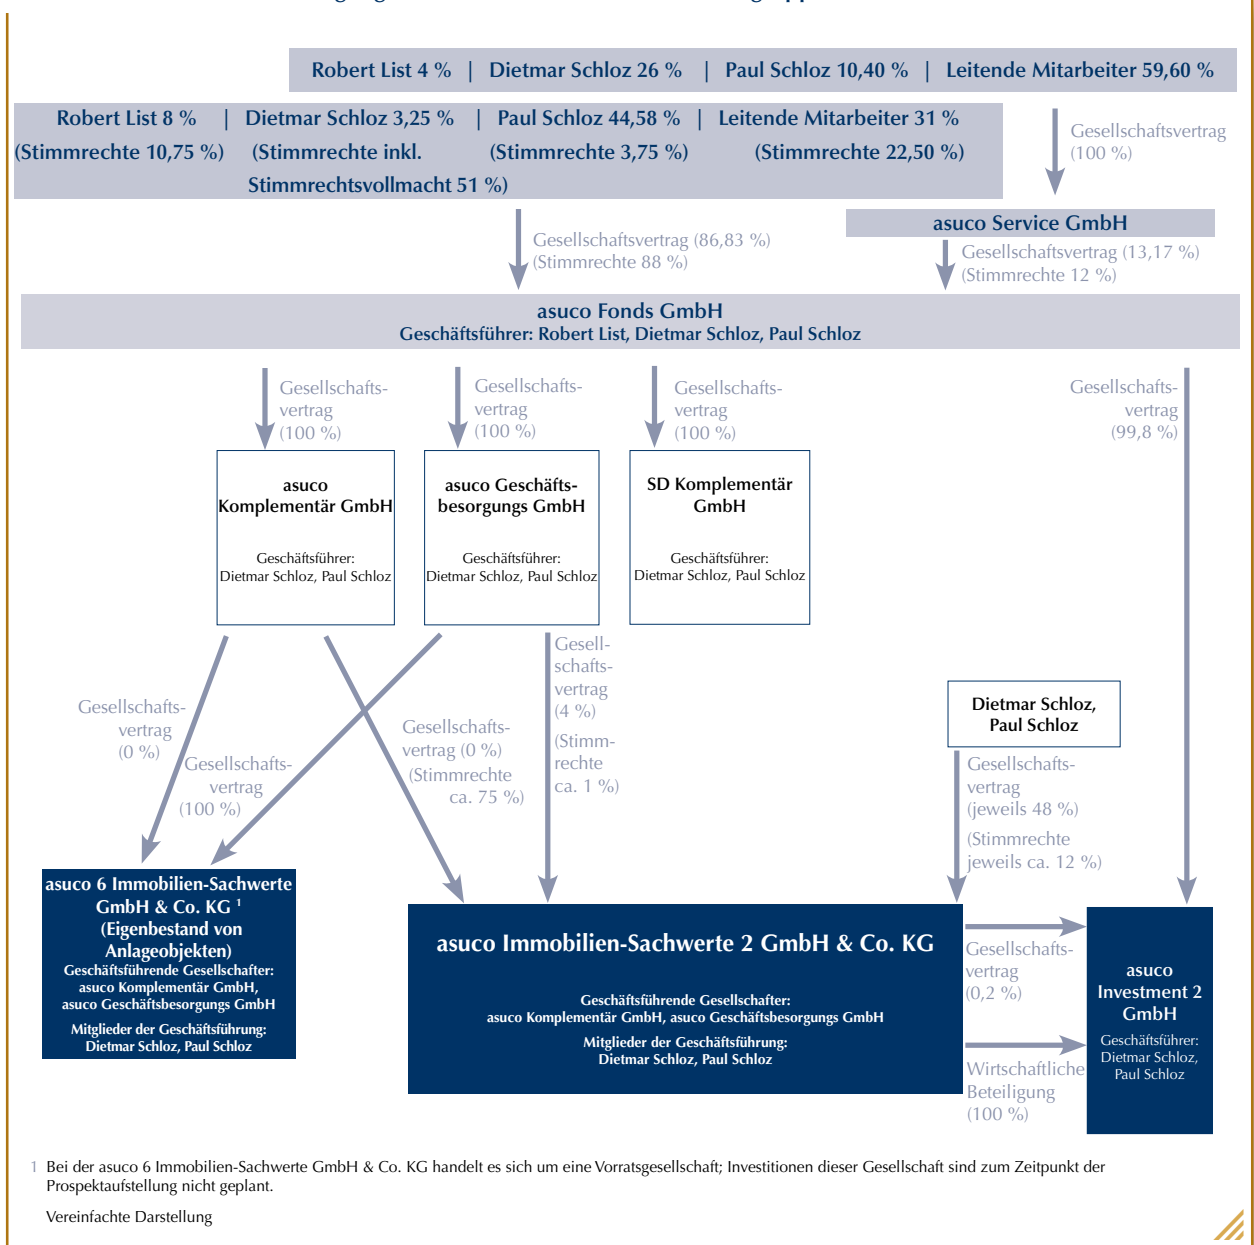 Robert List 4 % | Dietmar Schloz 26 % | Paul Schloz 10,40 % | Leitende Mitarbeiter 59,60 %
Robert List 8 % | Dietmar Schloz 3,25 % | Paul Schloz 44,58 % | Leitende Mitarbeiter 31 %
(Stimmrechte 10,75 %) (Stimmrechte inkl. (Stimmrechte 3,75 %) (Stimmrechte 22,50 %)
Stimmrechtsvollmacht 51 %)
Gesellschaftsvertrag
(100 %)
asuco Service GmbH
Gesellschaftsvertrag (86,83 %)
(Stimmrechte 88 %)
Gesellschaftsvertrag (13,17 %)
(Stimmrechte 12 %)
asuco Fonds GmbH
Geschäftsführer: Robert List, Dietmar Schloz, Paul Schloz
Gesellschafts-
vertrag
(100 %)
Gesellschafts-
vertrag
(100 %)
Gesellschafts-
vertrag
(100 %)
Gesellschafts-
vertrag
(99,8 %)
asuco
Komplementär GmbH
Geschäftsführer:
Dietmar Schloz, Paul Schloz
asuco Geschäfts-
besorgungs GmbH
Geschäftsführer:
Dietmar Schloz, Paul Schloz
SD Komplementär
GmbH
Geschäftsführer:
Dietmar Schloz, Paul Schloz
Gesellschafts-
vertrag
(0 %)
Gesellschafts-
vertrag
(100 %)
Gesellschafts-
vertrag (0 %)
(Stimmrechte
ca. 75 %)
Gesell-
schafts-
vertrag
(4 %)
(Stimm-
rechte
ca. 1 %)
Dietmar Schloz,
Paul Schloz
Gesellschafts-
vertrag
(jeweils 48 %)
(Stimmrechte
jeweils ca. 12 %)
asuco 6 Immobilien-Sachwerte
GmbH & Co. KG 1
(Eigenbestand von
Anlageobjekten)
Geschäftsführende Gesellschafter:
asuco Komplementär GmbH,
asuco Geschäftsbesorgungs GmbH
Mitglieder der Geschäftsführung:
Dietmar Schloz, Paul Schloz
asuco Immobilien-Sachwerte 2 GmbH & Co. KG
Geschäftsführende Gesellschafter:
asuco Komplementär GmbH, asuco Geschäftsbesorgungs GmbH
Mitglieder der Geschäftsführung:
Dietmar Schloz, Paul Schloz
Gesellschafts-
vertrag
(0,2 %)
Wirtschaftliche
Beteiligung
(100 %)
asuco
Investment 2
GmbH
Geschäftsführer:
Dietmar Schloz,
Paul Schloz
1 Bei der asuco 6 Immobilien-Sachwerte GmbH & Co. KG handelt es sich um eine Vorratsgesellschaft; Investitionen dieser Gesellschaft sind zum Zeitpunkt der
Prospektaufstellung nicht geplant.
Vereinfachte Darstellung